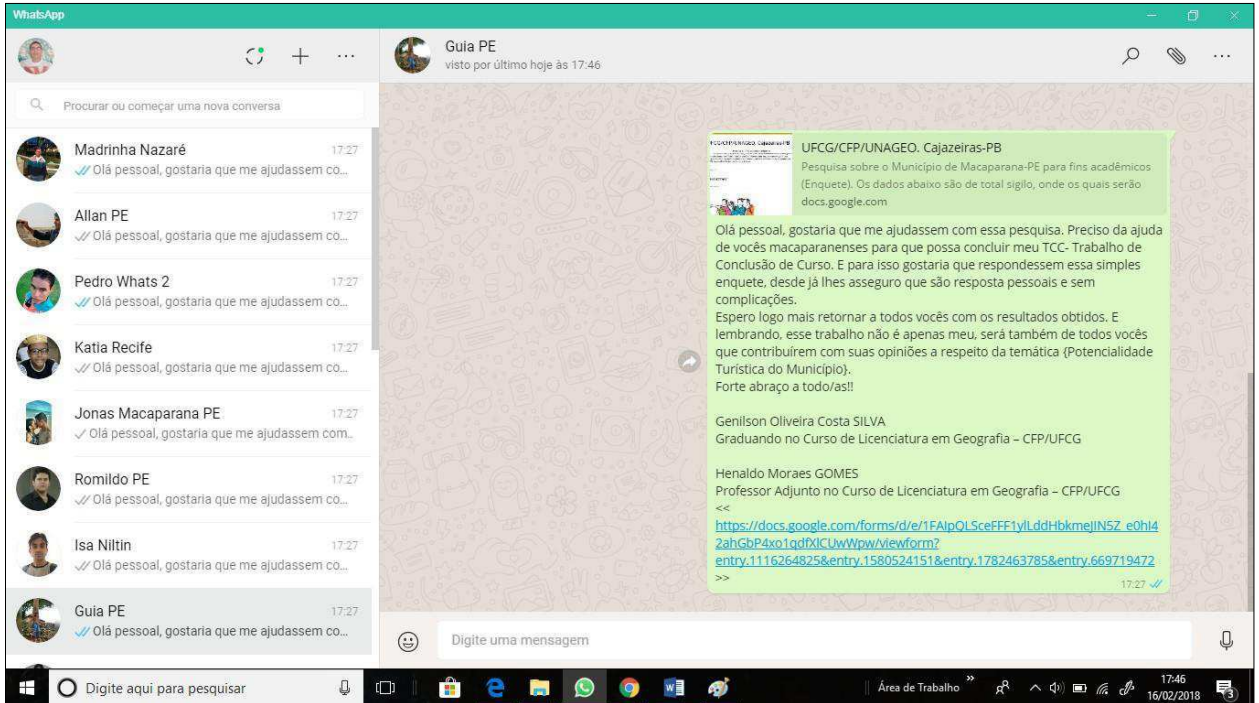 WhatsApp
Procurar ou começar uma nova conversa
Madrinha Nazaré 17:27
Olá pessoal, gostaria que me ajudassem co...
Allan PE 17:27
Olá pessoal, gostaria que me ajudassem co...
Pedro Whats 2 17:27
Olá pessoal, gostaria que me ajudassem co...
Katia Recife 17:27
Olá pessoal, gostaria que me ajudassem co...
Jonas Macaparana PE 17:27
Olá pessoal, gostaria que me ajudassem com..
Romildo PE 17:27
Olá pessoal, gostaria que me ajudassem co...
Isa Niltin 17:27
Olá pessoal, gostaria que me ajudassem co...
Guia PE 17:27
Olá pessoal, gostaria que me ajudassem co...
Guia PE
visto por último hoje às 17:46
UFCG/CFP/UNAGEO. Cajazeiras-PB
Pesquisa sobre o Município de Macaparana-PE para fins acadêmicos
(Enquete). Os dados abaixo são de total sigilo, onde os quais serão
docs.google.com
Olá pessoal, gostaria que me ajudassem com essa pesquisa. Preciso da ajuda
de vocês macaparanenses para que possa concluir meu TCC- Trabalho de
Conclusão de Curso. E para isso gostaria que respondessem essa simples
enquete, desde já lhes asseguro que são resposta pessoais e sem
complicações.
Espero logo mais retornar a todos vocês com os resultados obtidos. E
lembrando, esse trabalho não é apenas meu, será também de todos vocês
que contribuírem com suas opiniões a respeito da temática {Potencialidade
Turística do Município}.
Forte abraço a todo/as!!
Genilson Oliveira Costa SILVA
Graduando no Curso de Licenciatura em Geografia – CFP/UFCG
Henaldo Moraes GOMES
Professor Adjunto no Curso de Licenciatura em Geografia – CFP/UFCG
<<
https://docs.google.com/forms/d/e/1FAIpQLSceFFF1ylLddHbkmeJIN5Z_e0hI4
2ahGbP4xo1qdfXlCUwWpw/viewform?
entry.1116264825&entry.1580524151&entry.1782463785&entry.669719472
>>
17:27
Digite uma mensagem
Digite aqui para pesquisar
Área de Trabalho
17:46
16/02/2018
3